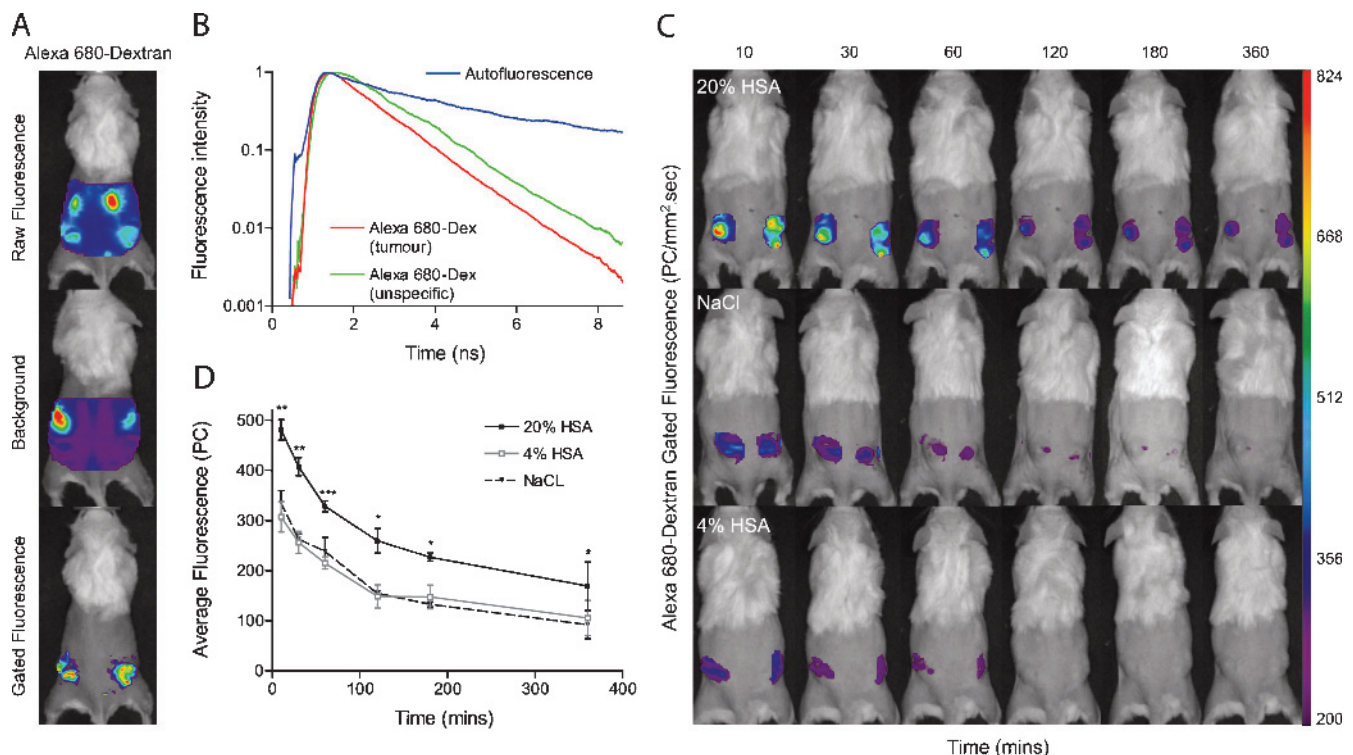 A
Alexa 680-Dextran
Raw Fluorescence
Background
Gated Fluorescence
B
Fluorescence intensity
1
0.1
0.01
0.001
Autofluorescence
Alexa 680-Dex
(tumour)
Alexa 680-Dex
(unspecific)
0 2 4 6 8
Time (ns)
D
Average Fluorescence (PC)
500
400
300
200
100
0
** ** *** * * *
20% HSA
4% HSA
NaCL
0 100 200 300 400
Time (mins)
C
10 30 60 120 180 360
20% HSA
NaCl
4% HSA
Time (mins)
Alexa 680-Dextran Gated Fluorescence (PC/mm².sec)
824
668
512
356
200